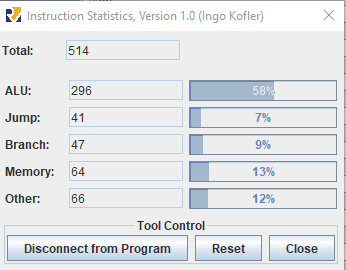 Instruction Statistics, Version 1.0 (Ingo Kofler)
Total: 514
ALU: 296 58%
Jump: 41 7%
Branch: 47 9%
Memory: 64 13%
Other: 66 12%
Tool Control
Disconnect from Program Reset Close